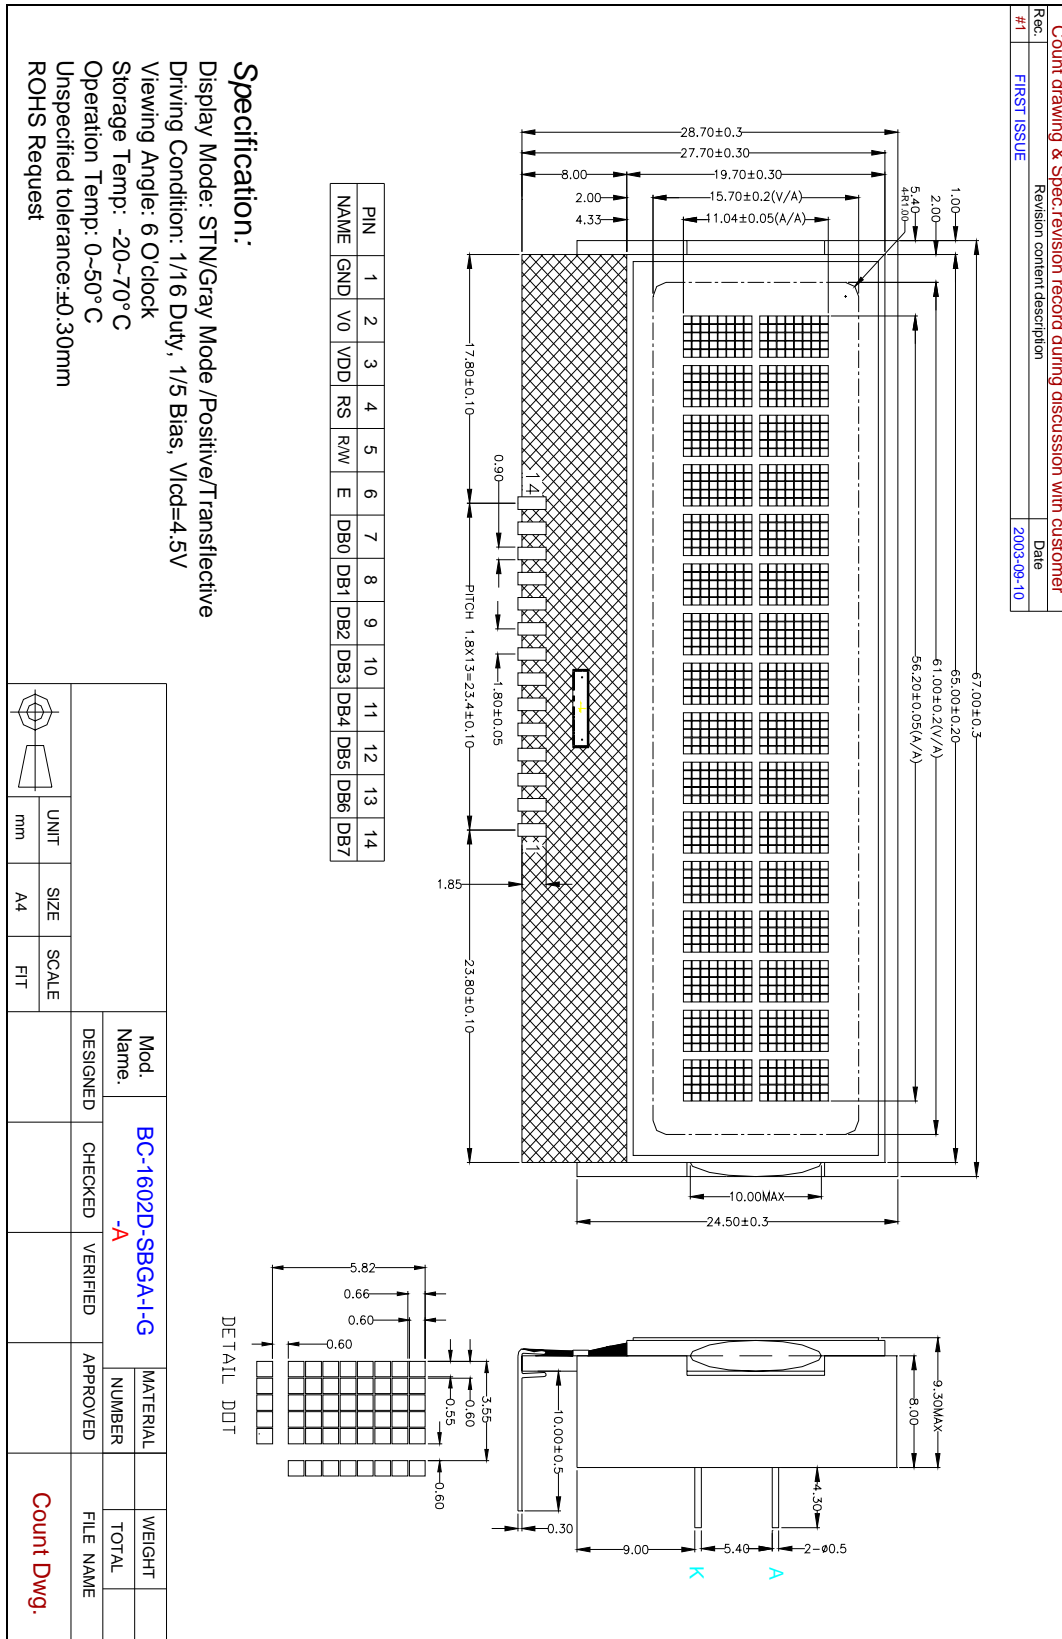 Count drawing & Spec.revision record during discussion with customer
Rec. Revision content description Date
#1 FIRST ISSUE 2003-09-10
67.00±0.3
65.00±0.20
61.00±0.2(V/A)
56.20±0.05(A/A)
1.00
2.00
5.40
4-R1.00
28.70±0.3
27.70±0.30
8.00
19.70±0.30
2.00
15.70±0.2(V/A)
4.33
11.04±0.05(A/A)
10.00MAX
24.50±0.3
14
1
0.90
1.80±0.05
17.80±0.10
PITCH 1.8X13=23.4±0.10
23.80±0.10
1.85
9.30MAX
8.00
4.30
10.00±0.5
0.30
9.00
5.40
2-ø0.5
K
A
PIN 1 2 3 4 5 6 7 8 9 10 11 12 13 14
NAME GND V0 VDD RS R/W E DB0 DB1 DB2 DB3 DB4 DB5 DB6 DB7
5.82
0.66
0.60
0.60
3.55
0.60
0.55
0.60
DETAIL DOT
Specification:
Display Mode: STN/Gray Mode /Positive/Transflective
Driving Condition: 1/16 Duty, 1/5 Bias, Vlcd=4.5V
Viewing Angle: 6 O'clock
Storage Temp: -20~70°C
Operation Temp: 0~50°C
Unspecified tolerance:±0.30mm
ROHS Request
Mod. Name.
BC-1602D-SBGA-I-G
-A
MATERIAL WEIGHT
NUMBER TOTAL
DESIGNED CHECKED VERIFIED APPROVED FILE NAME
UNIT SIZE SCALE
mm A4 FIT
Count Dwg.